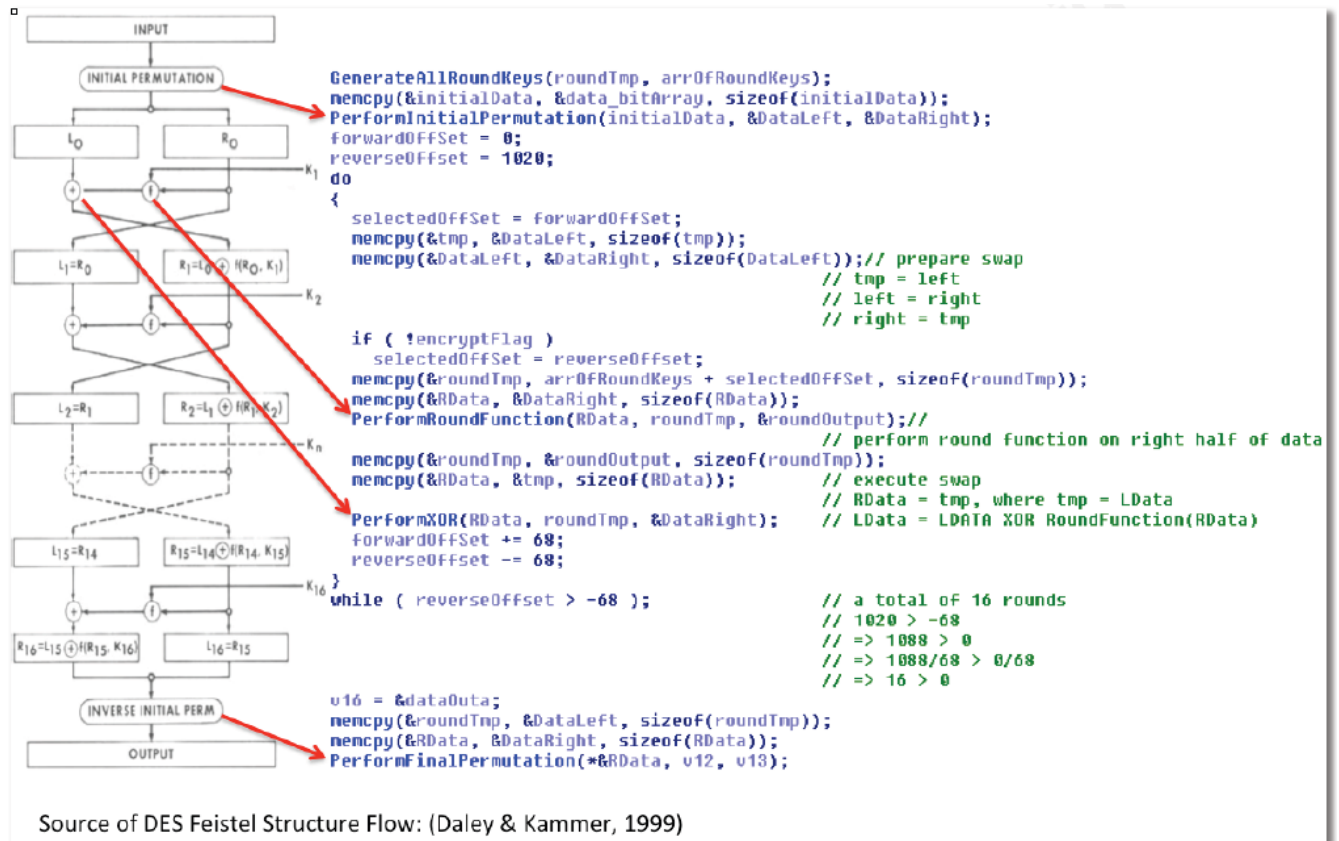 INPUT
INITIAL PERMUTATION
L0
R0
K1
+
f
L1=R0
R1=L0 + f(R0, K1)
K2
+
f
L2=R1
R2=L1 + f(R1, K2)
Kn
+
f
L15=R14
R15=L14 + f(R14, K15)
K16
+
f
R16=L15 + f(R15, K16)
L16=R15
INVERSE INITIAL PERM
OUTPUT
GenerateAllRoundKeys(roundTmp, arrOfRoundKeys);
memcpy(&initialData, &data_bitArray, sizeof(initialData));
PerformInitialPermutation(initialData, &DataLeft, &DataRight);
forwardOffSet = 0;
reverseOffset = 1020;
do
{
selectedOffSet = forwardOffSet;
memcpy(&tmp, &DataLeft, sizeof(tmp));
memcpy(&DataLeft, &DataRight, sizeof(DataLeft));// prepare swap
// tmp = left
// left = right
// right = tmp
if ( !encryptFlag )
selectedOffSet = reverseOffset;
memcpy(&roundTmp, arrOfRoundKeys + selectedOffSet, sizeof(roundTmp));
memcpy(&RData, &DataRight, sizeof(RData));
PerformRoundFunction(RData, roundTmp, &roundOutput);//
// perform round function on right half of data
memcpy(&roundTmp, &roundOutput, sizeof(roundTmp));
memcpy(&RData, &tmp, sizeof(RData)); // execute swap
// RData = tmp, where tmp = LData
PerformXOR(RData, roundTmp, &DataRight); // LData = LDATA XOR RoundFunction(RData)
forwardOffSet += 68;
reverseOffset -= 68;
}
while ( reverseOffset > -68 ); // a total of 16 rounds
// 1020 > -68
// => 1088 > 0
// => 1088/68 > 0/68
// => 16 > 0
v16 = &dataOuta;
memcpy(&roundTmp, &DataLeft, sizeof(roundTmp));
memcpy(&RData, &DataRight, sizeof(RData));
PerformFinalPermutation(*&RData, v12, v13);
Source of DES Feistel Structure Flow: (Daley & Kammer, 1999)